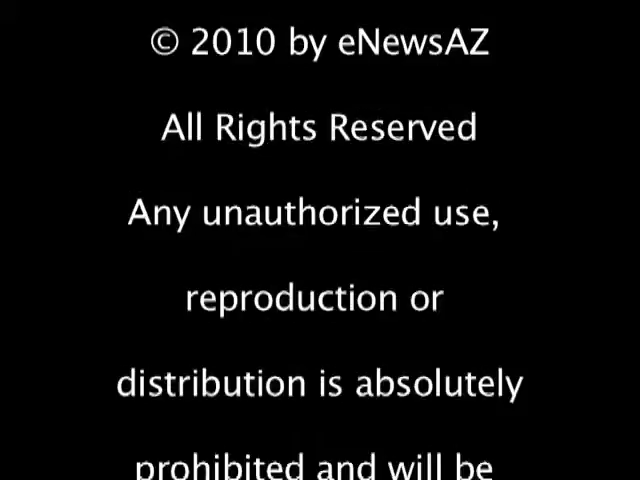 © 2010 by eNewsAZ
All Rights Reserved
Any unauthorized use,
reproduction or
distribution is absolutely
prohibited and will be